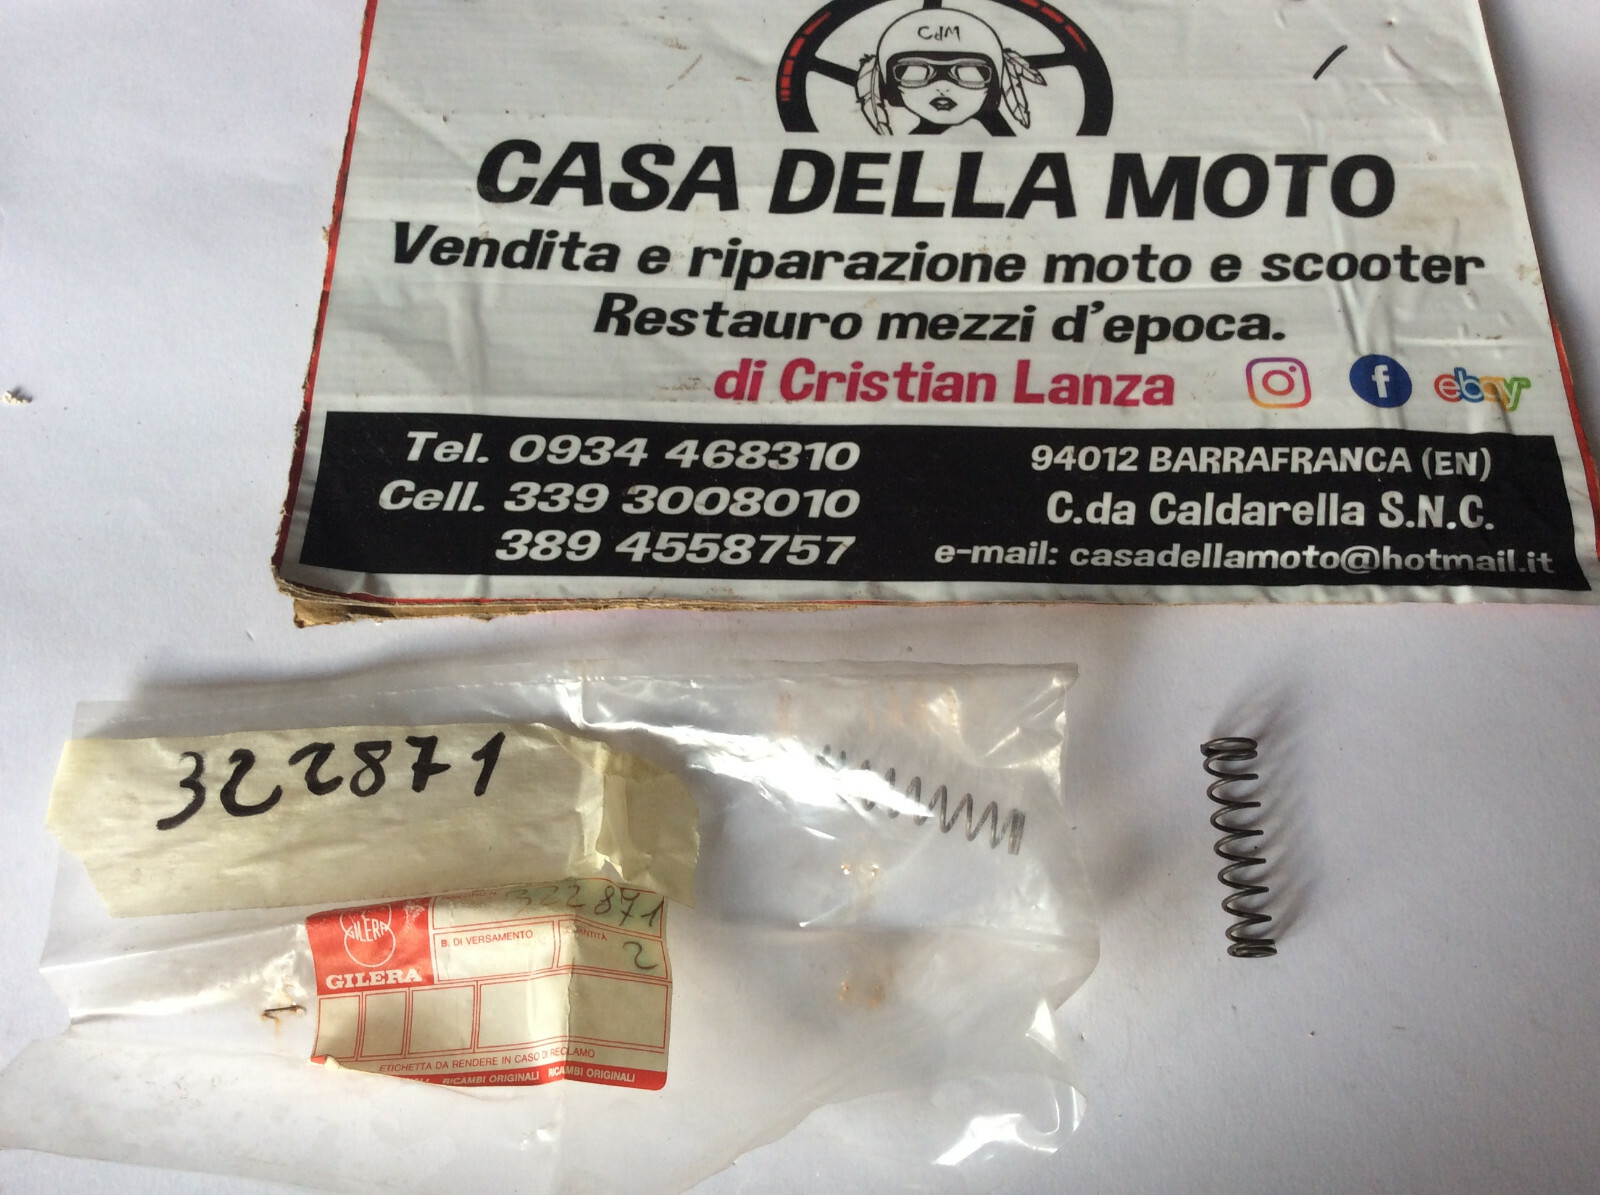 CdM
CASA DELLA MOTO
Vendita e riparazione moto e scooter
Restauro mezzi d'epoca.
di Cristian Lanza
f
ebay
Tel. 0934 468310
Cell. 339 3008010
389 4558757
94012 BARRAFRANCA (EN)
C.da Caldarella S.N.C.
e-mail: casadellamoto@hotmail.it
322871
322871
GILERA
GILERA
B. DI VERSAMENTO
2
ETICHETTA DA RENDERE IN CASO DI RECLAMO
RICAMBI ORIGINALI RICAMBI ORIGINALI